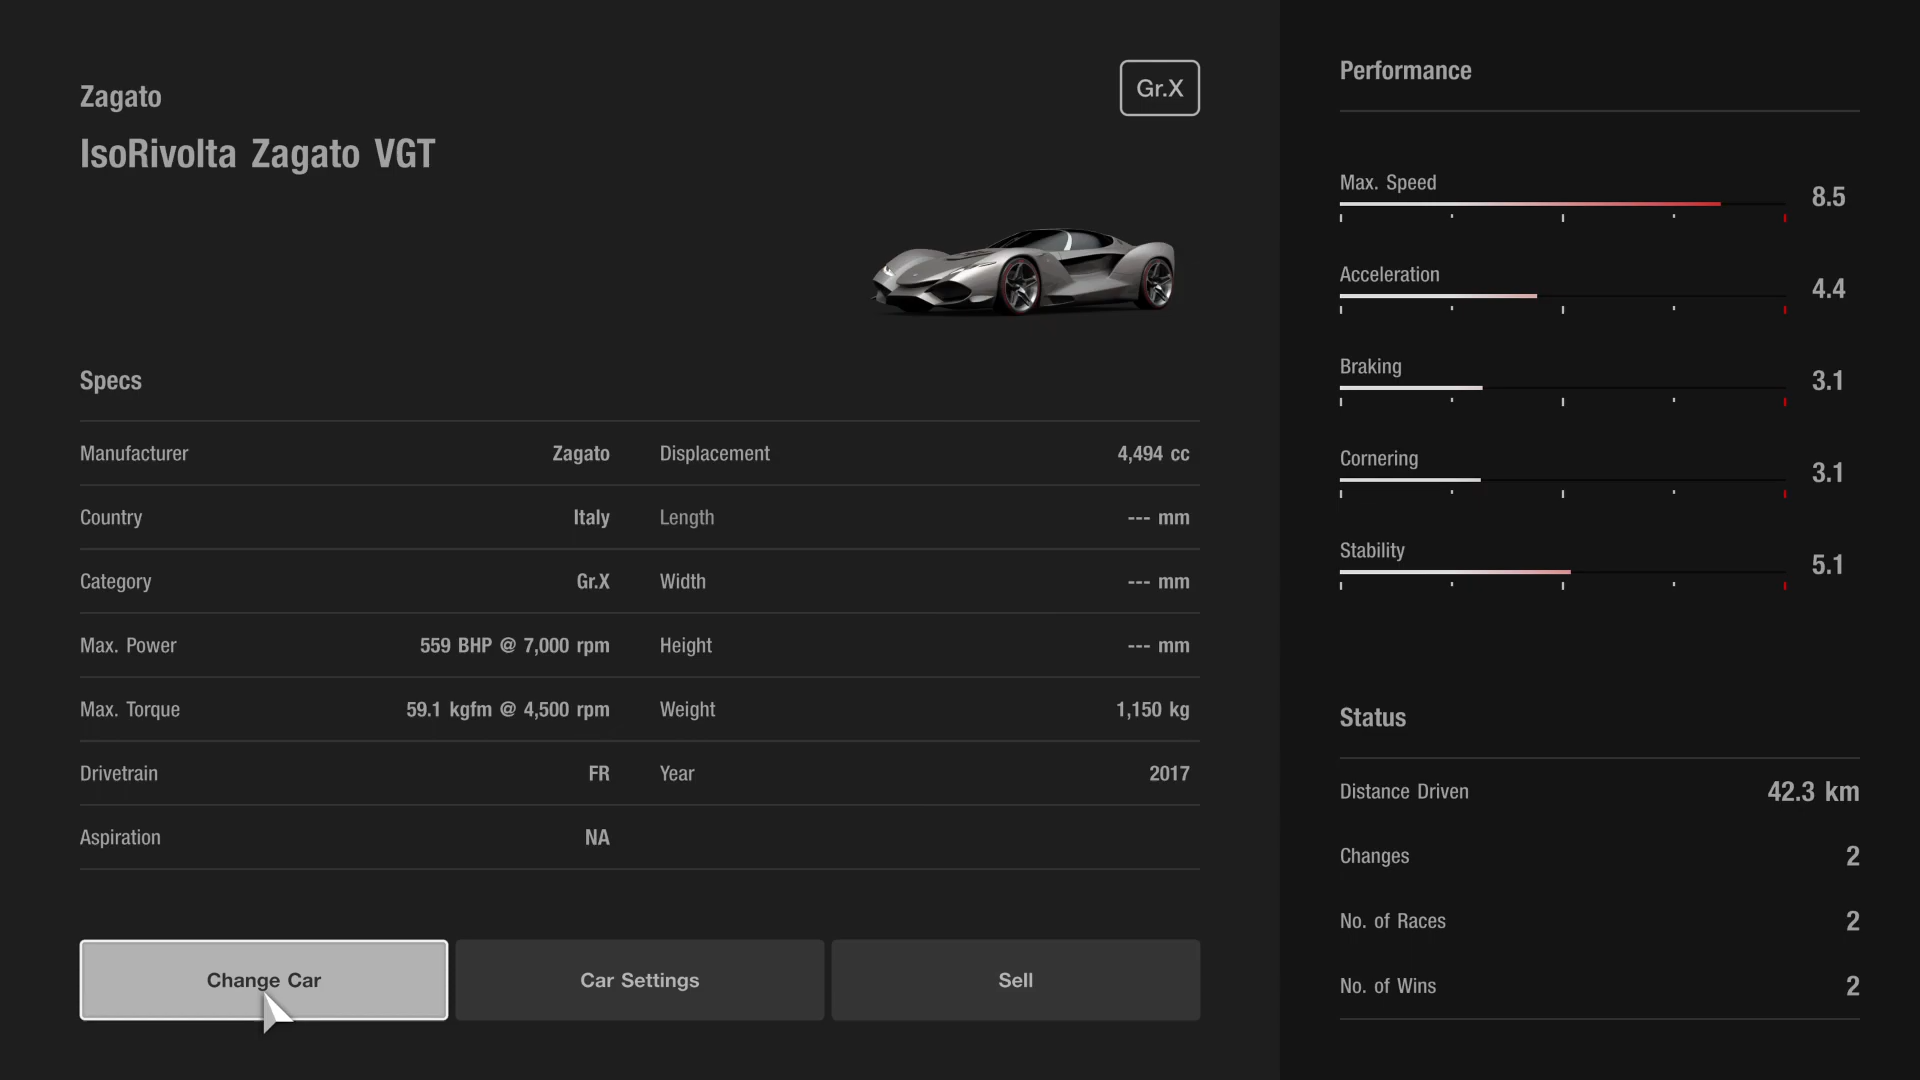 Zagato
Gr.X
IsoRivolta Zagato VGT
Specs
Manufacturer Zagato Displacement 4,494 cc
Country Italy Length --- mm
Category Gr.X Width --- mm
Max. Power 559 BHP @ 7,000 rpm Height --- mm
Max. Torque 59.1 kgfm @ 4,500 rpm Weight 1,150 kg
Drivetrain FR Year 2017
Aspiration NA
Change Car Car Settings Sell
Performance
Max. Speed 8.5
Acceleration 4.4
Braking 3.1
Cornering 3.1
Stability 5.1
Status
Distance Driven 42.3 km
Changes 2
No. of Races 2
No. of Wins 2